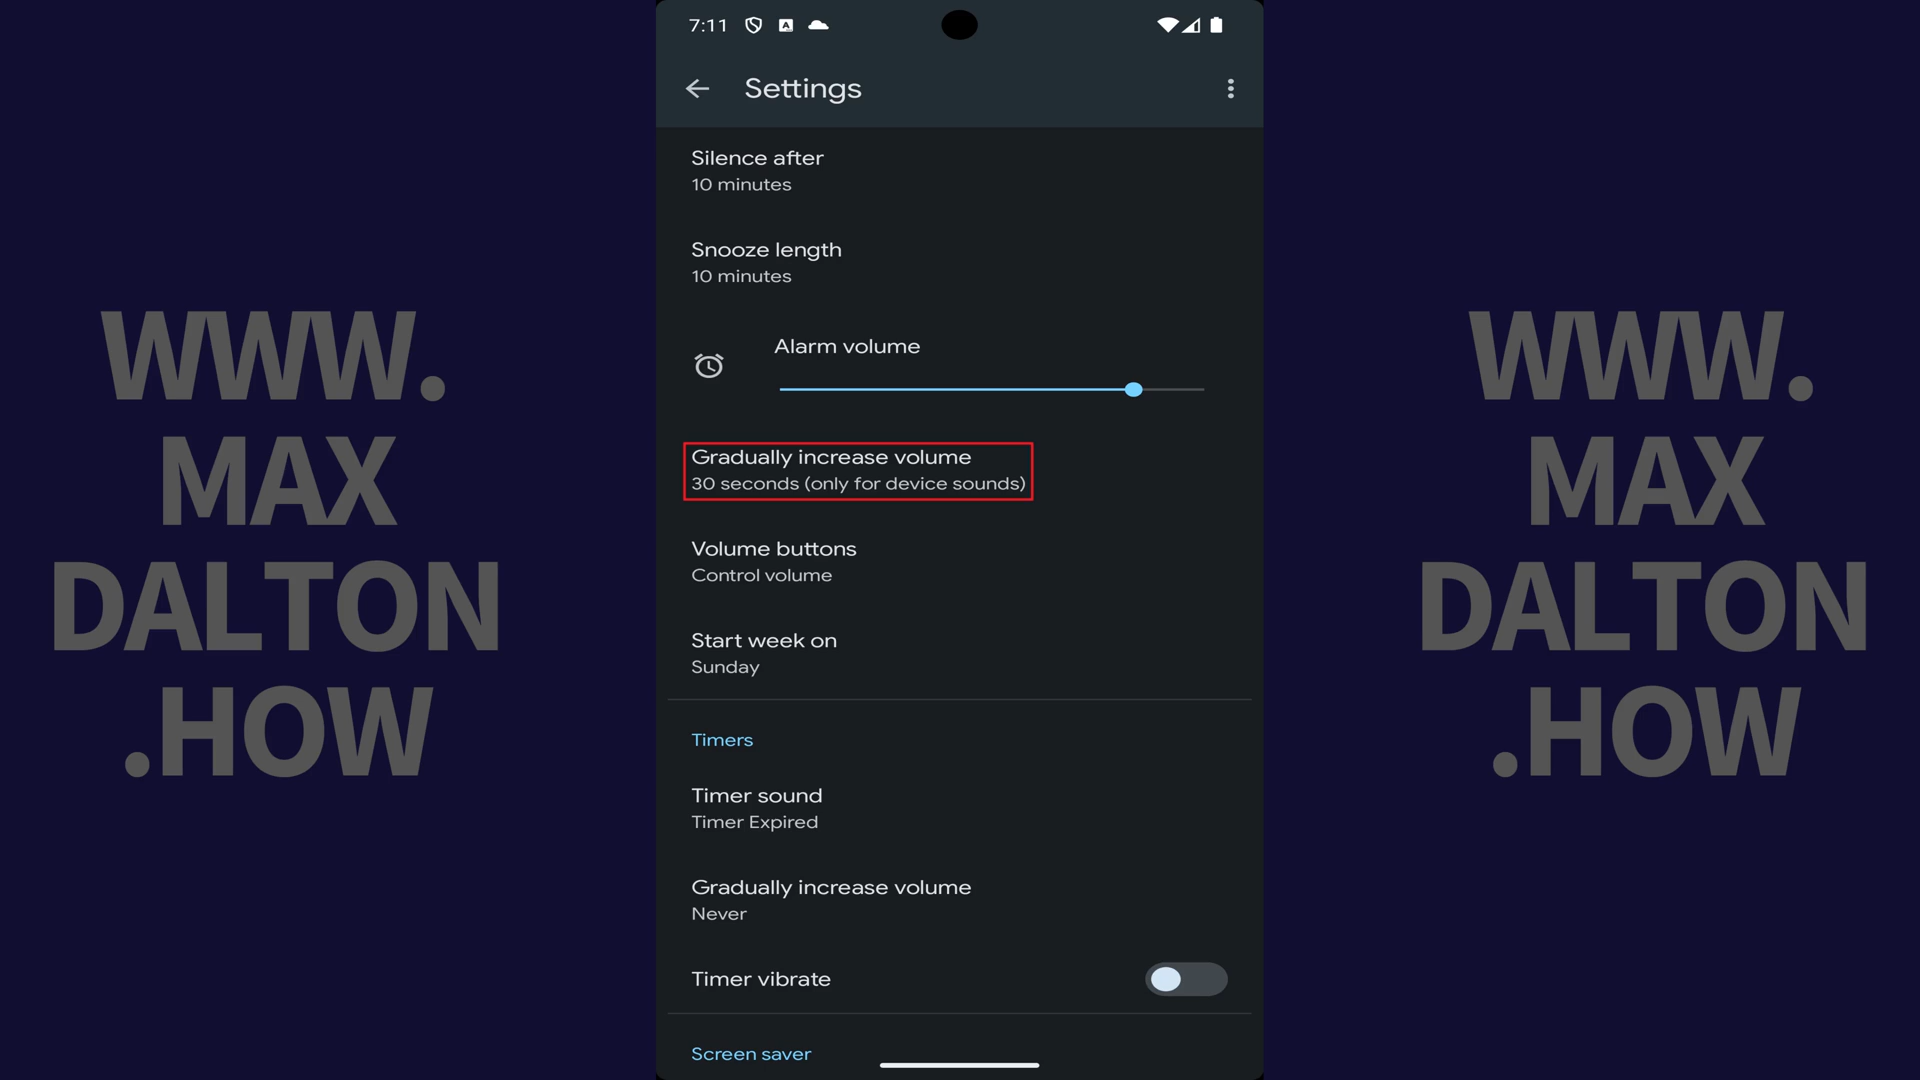 WWW.
MAX
DALTON
.HOW
7:11
Settings
Silence after
10 minutes
Snooze length
10 minutes
Alarm volume
Gradually increase volume
30 seconds (only for device sounds)
Volume buttons
Control volume
Start week on
Sunday
Timers
Timer sound
Timer Expired
Gradually increase volume
Never
Timer vibrate
Screen saver
WWW.
MAX
DALTON
.HOW